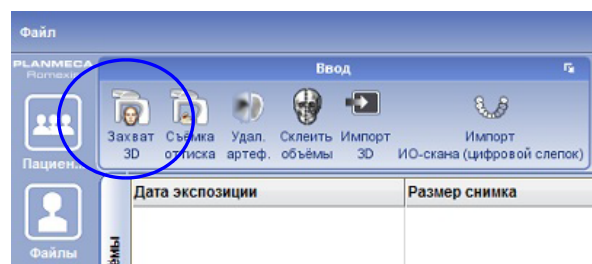 Файл
PLANMECA
Romexis
Ввод
Захват
3D
Съёмка
оттиска
Удал.
артеф.
Склеить
объёмы
Импорт
3D
Импорт
ИО-скана (цифровой слепок)
Пациен...
Дата экспозиции
Размер снимка
Файлы